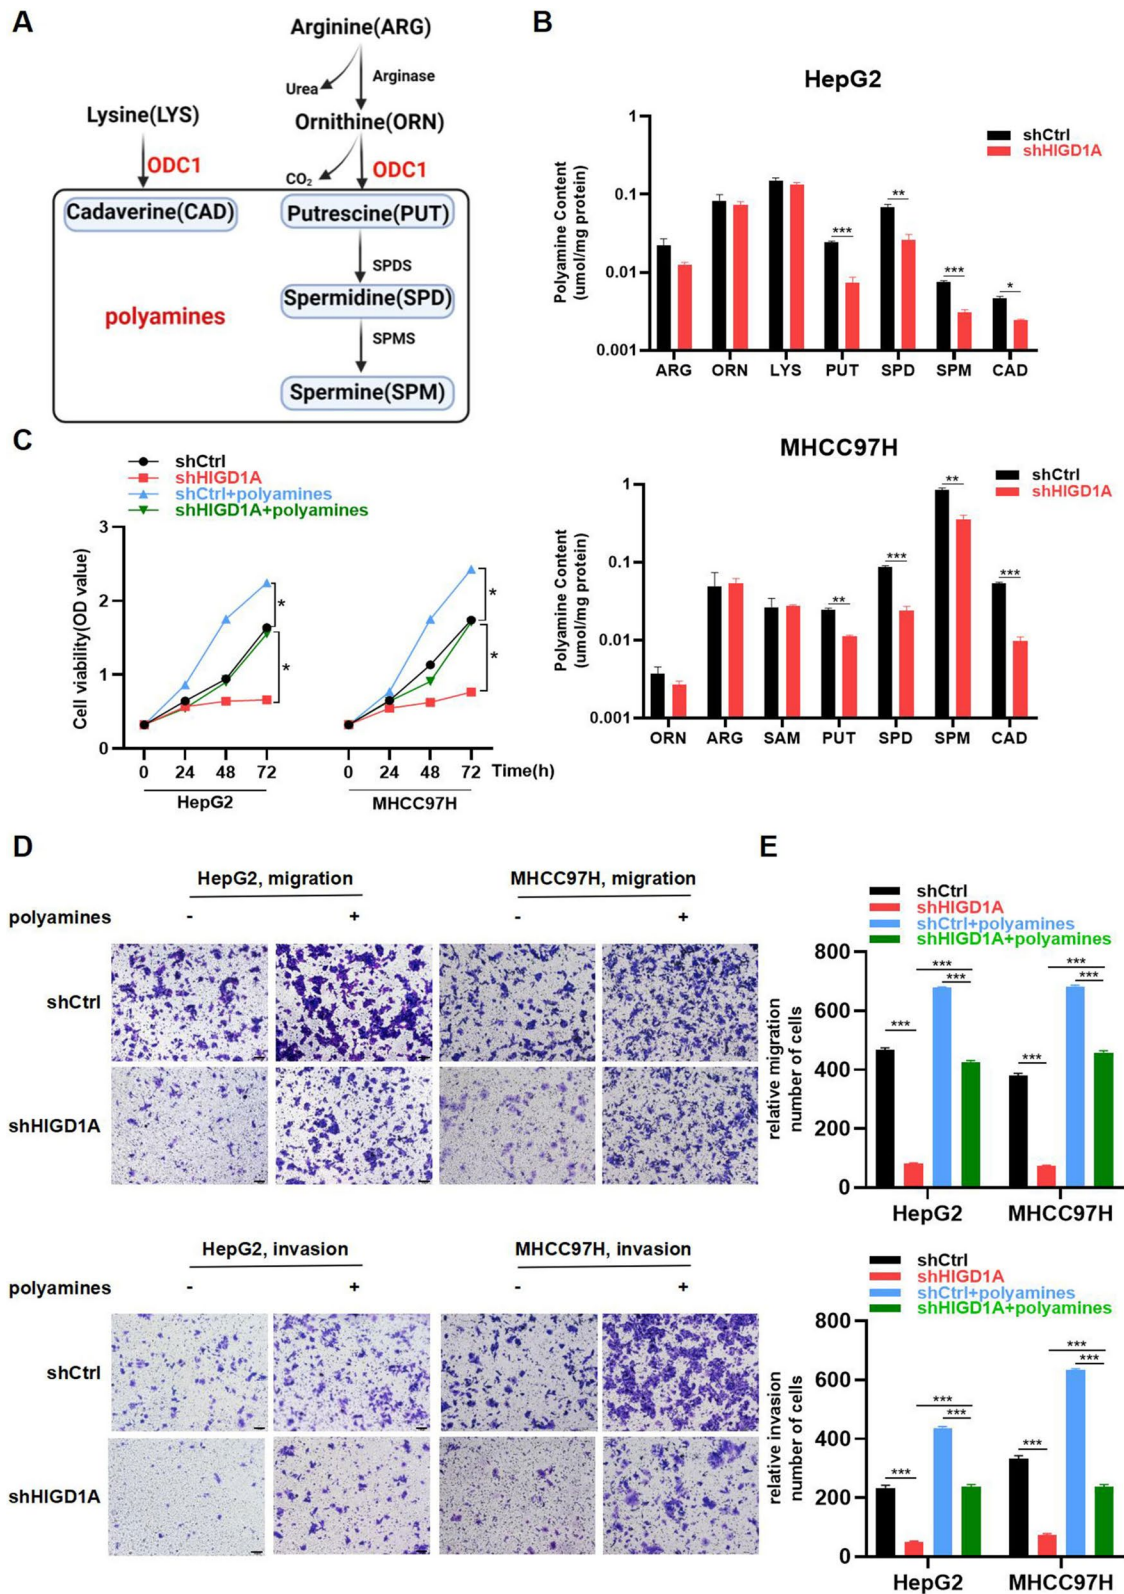 A
Arginine(ARG)
Urea
Arginase
Lysine(LYS)
Ornithine(ORN)
ODC1
CO₂
ODC1
Cadaverine(CAD)
Putrescine(PUT)
SPDS
polyamines
Spermidine(SPD)
SPMS
Spermine(SPM)
B
HepG2
shCtrl
shHIGD1A
Polyamine Content
(umol/mg protein)
1
0.1
0.01
0.001
***
**
***
*
ARG ORN LYS PUT SPD SPM CAD
MHCC97H
shCtrl
shHIGD1A
Polyamine Content
(umol/mg protein)
1
0.1
0.01
0.001
**
***
**
***
ORN ARG SAM PUT SPD SPM CAD
C
shCtrl
shHIGD1A
shCtrl+polyamines
shHIGD1A+polyamines
Cell viability(OD value)
3
2
1
0
*
*
*
*
0 24 48 72 0 24 48 72 Time(h)
HepG2 MHCC97H
D
HepG2, migration MHCC97H, migration
polyamines - + - +
shCtrl
shHIGD1A
HepG2, invasion MHCC97H, invasion
polyamines - + - +
shCtrl
shHIGD1A
E
shCtrl
shHIGD1A
shCtrl+polyamines
shHIGD1A+polyamines
relative migration
number of cells
800
600
400
200
0
***
***
***
***
***
***
HepG2 MHCC97H
shCtrl
shHIGD1A
shCtrl+polyamines
shHIGD1A+polyamines
relative invasion
number of cells
800
600
400
200
0
***
***
***
***
***
***
HepG2 MHCC97H